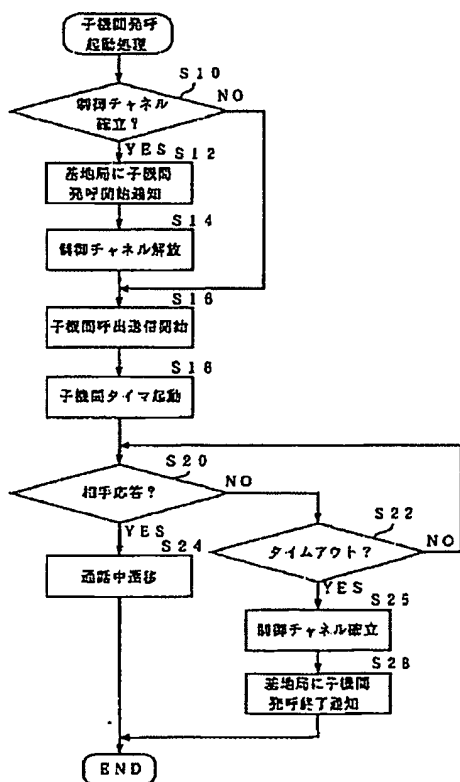 子機間発呼
起動処理
S10
制御チャネル
確立?
NO
YES
S12
基地局に子機間
発呼開始通知
S14
制御チャネル解放
S16
子機間呼出送信開始
S18
子機間タイマ起動
S20
相手応答?
NO
YES
S22
タイムアウト?
NO
YES
S24
通話中遷移
S25
制御チャネル確立
S28
基地局に子機間
発呼終了通知
END